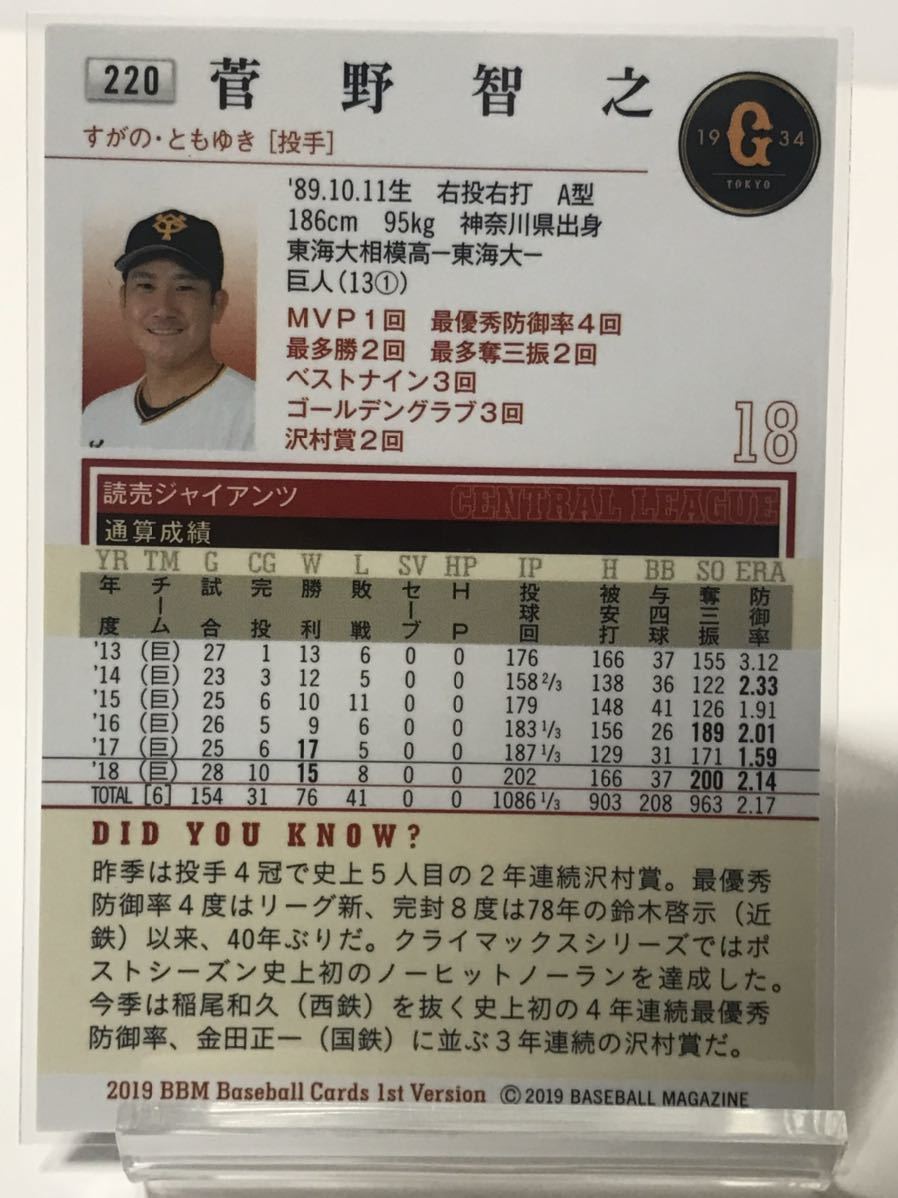 220 菅野智之
すがの・ともゆき [投手]
19 G 34
TOKYO
'89.10.11生 右投右打 A型
186cm 95kg 神奈川県出身
東海大相模高ー東海大ー
巨人(13①)
MVP1回 最優秀防御率4回
最多勝2回 最多奪三振2回
ベストナイン3回
ゴールデングラブ3回
沢村賞2回
18
読売ジャイアンツ CENTRAL LEAGUE
通算成績
YR TM G CG W L SV HP IP H BB SO ERA
年度 チーム 試合 完投 勝利 敗戦 セーブ HP 投球回 被安打 与四球 奪三振 防御率
'13 (巨) 27 1 13 6 0 0 176 166 37 155 3.12
'14 (巨) 23 3 12 5 0 0 158 2/3 138 36 122 2.33
'15 (巨) 25 6 10 11 0 0 179 148 41 126 1.91
'16 (巨) 26 5 9 6 0 0 183 1/3 156 26 189 2.01
'17 (巨) 25 6 17 5 0 0 187 1/3 129 31 171 1.59
'18 (巨) 28 10 15 8 0 0 202 166 37 200 2.14
TOTAL [6] 154 31 76 41 0 0 1086 1/3 903 208 963 2.17
DID YOU KNOW?
昨季は投手4冠で史上5人目の2年連続沢村賞。最優秀
防御率4度はリーグ新、完封8度は78年の鈴木啓示(近
鉄)以来、40年ぶりだ。クライマックスシリーズではポ
ストシーズン史上初のノーヒットノーランを達成した。
今季は稲尾和久(西鉄)を抜く史上初の4年連続最優秀
防御率、金田正一(国鉄)に並ぶ3年連続の沢村賞だ。
2019 BBM Baseball Cards 1st Version ©2019 BASEBALL MAGAZINE